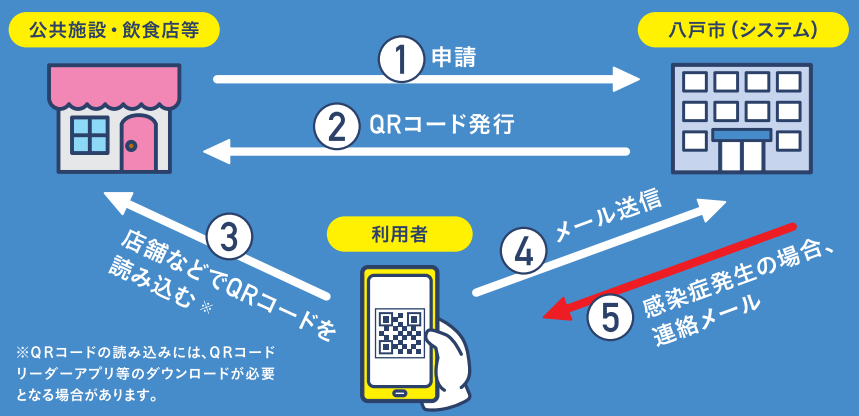 公共施設・飲食店等
八戸市(システム)
① 申請
② QRコード発行
利用者
③ 店舗などでQRコードを
読み込む※
④ メール送信
⑤ 感染症発生の場合、
連絡メール
※QRコードの読み込みには、QRコード
リーダーアプリ等のダウンロードが必要
となる場合があります。